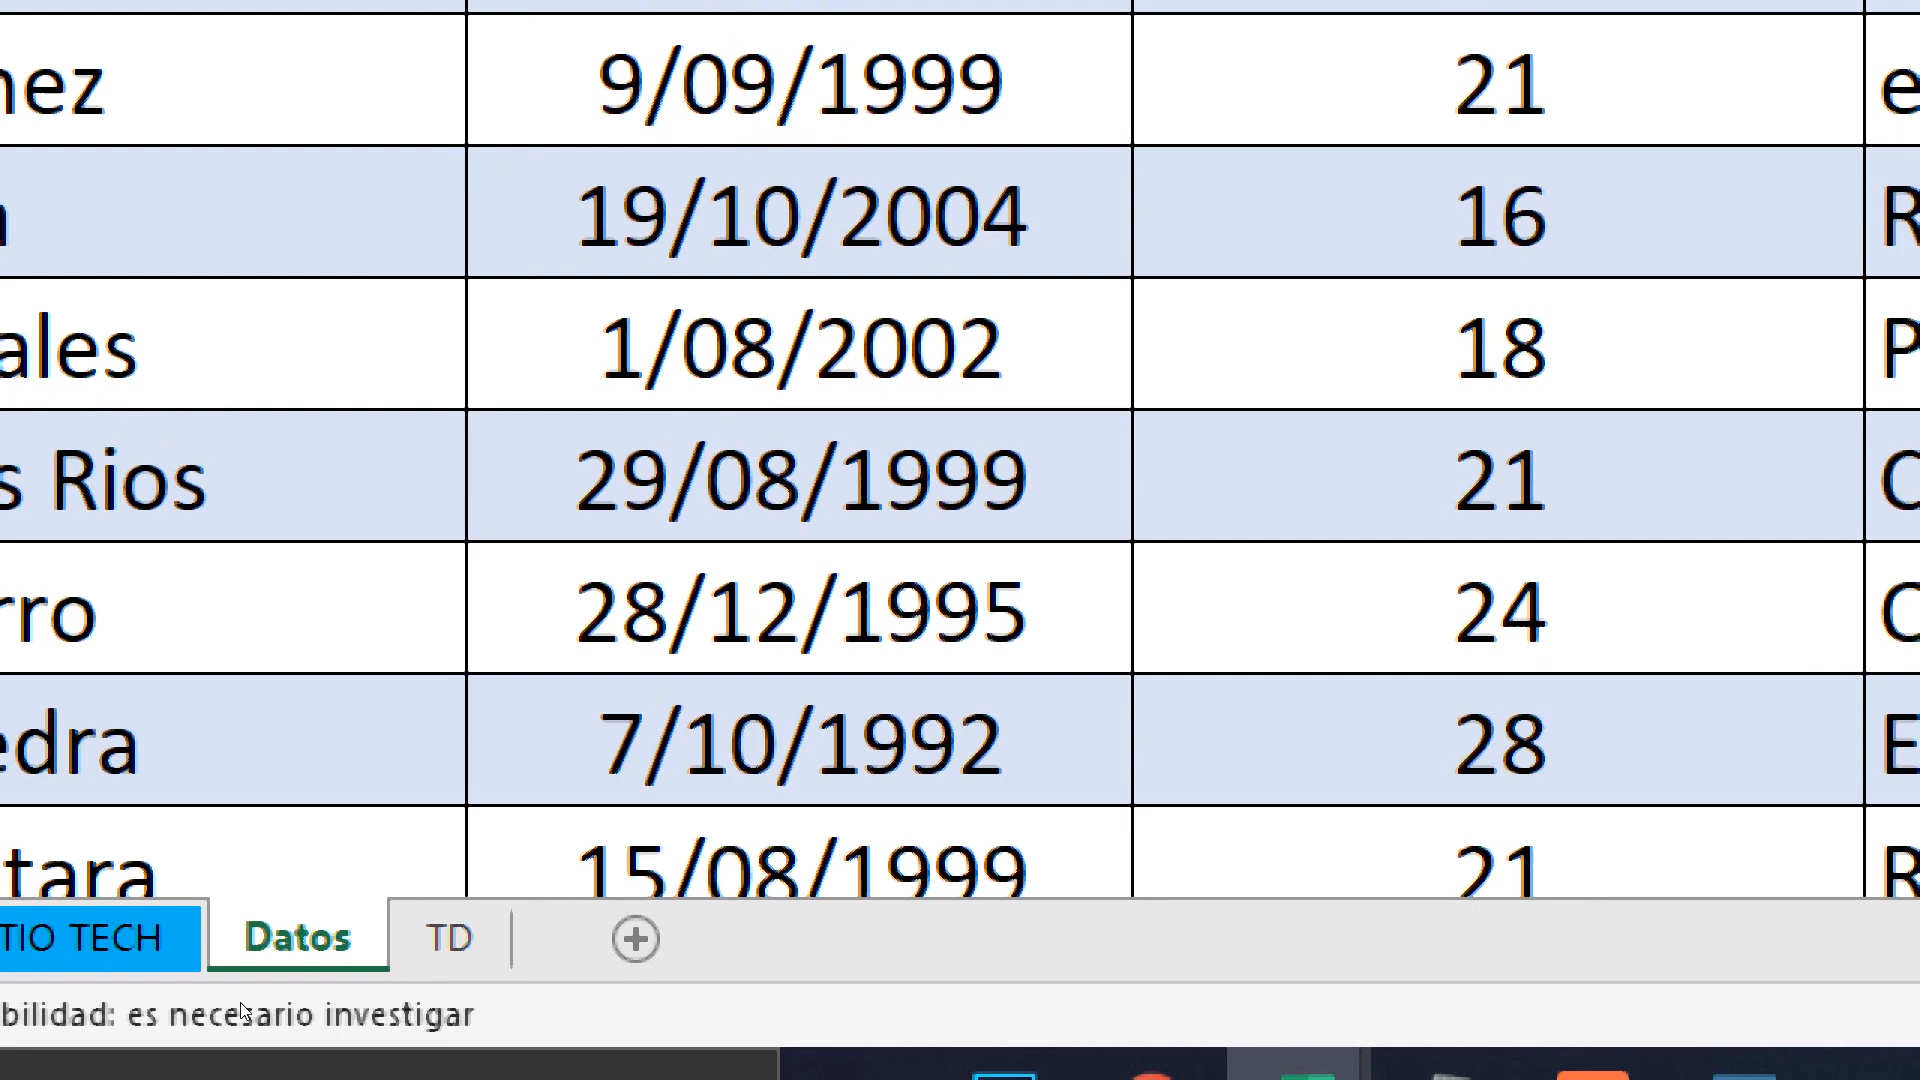 nez 9/09/1999 21 e
19/10/2004 16 R
ales 1/08/2002 18 P
s Rios 29/08/1999 21
rro 28/12/1995 24
edra 7/10/1992 28 E
tara 15/08/1999 21 R
TIO TECH Datos TD
bilidad: es necesario investigar